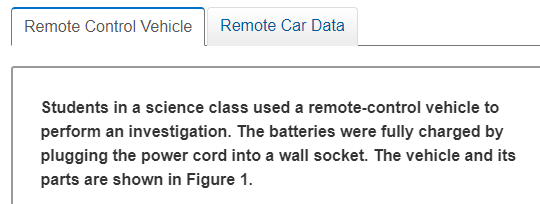 Remote Control Vehicle
Remote Car Data
Students in a science class used a remote-control vehicle to
perform an investigation. The batteries were fully charged by
plugging the power cord into a wall socket. The vehicle and its
parts are shown in Figure 1.